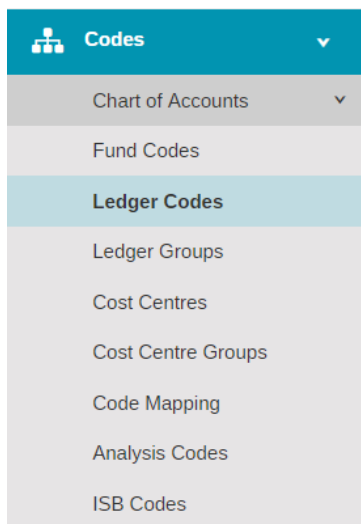 Codes
Chart of Accounts
Fund Codes
Ledger Codes
Ledger Groups
Cost Centres
Cost Centre Groups
Code Mapping
Analysis Codes
ISB Codes